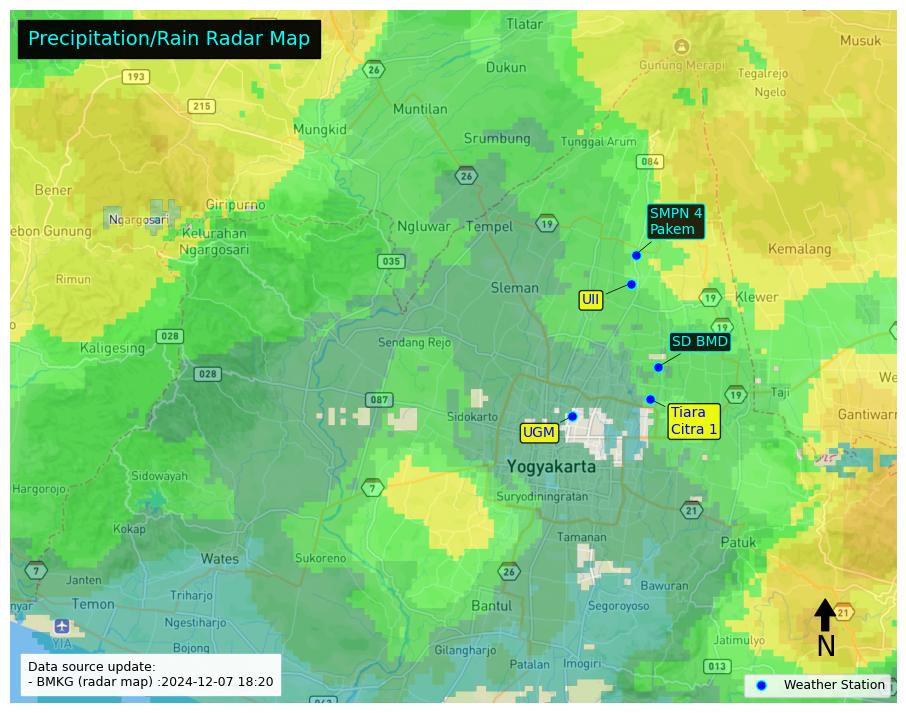 Precipitation/Rain Radar Map
Tlatar
Musuk
26
Dukun
Gunung Merapi
193
Tegalrejo
215
Ngelo
Muntilan
Mungkid
Srumbung
Tunggal Arum
084
26
Bener
Giripurno
SMPN 4
Pakem
Ngargosari
Ngluwar
Tempel
19
ebon Gunung
Kelurahan
Ngargosari
Kemalang
035
Rimun
Sleman
UII
19
Klewer
19
028
Sendang Rejo
SD BMD
Kaligesing
028
We
087
19
Taji
Sidokarto
Tiara
Citra 1
Gantiwarn
UGM
Yogyakarta
Sidowayah
7
Hargorojo
Suryodiningratan
21
Kokap
Tamanan
Patuk
Wates
Sukoreno
7
26
Janten
Bawuran
Triharjo
nyar
Temon
Bantul
Segoroyoso
21
Ngestiharjo
YIA
Jatimulyo
Bojong
Gilangharjo
N
Patalan
Imogiri
013
Data source update:
- BMKG (radar map) :2024-12-07 18:20
Weather Station